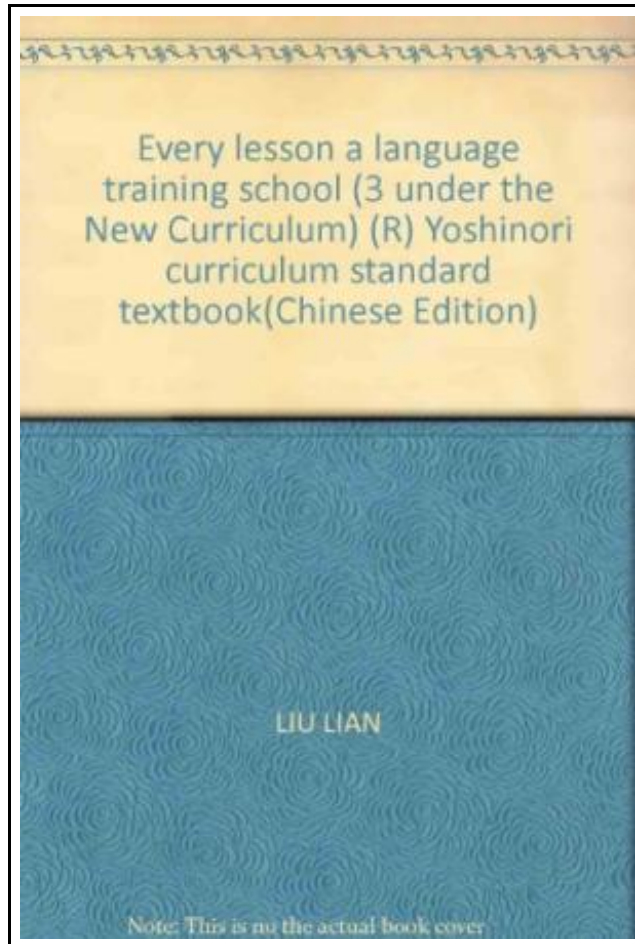 Every lesson a language
training school (3 under the
New Curriculum) (R) Yoshinori
curriculum standard
textbook(Chinese Edition)
LIU LIAN
Note: This is nu the actual book cover